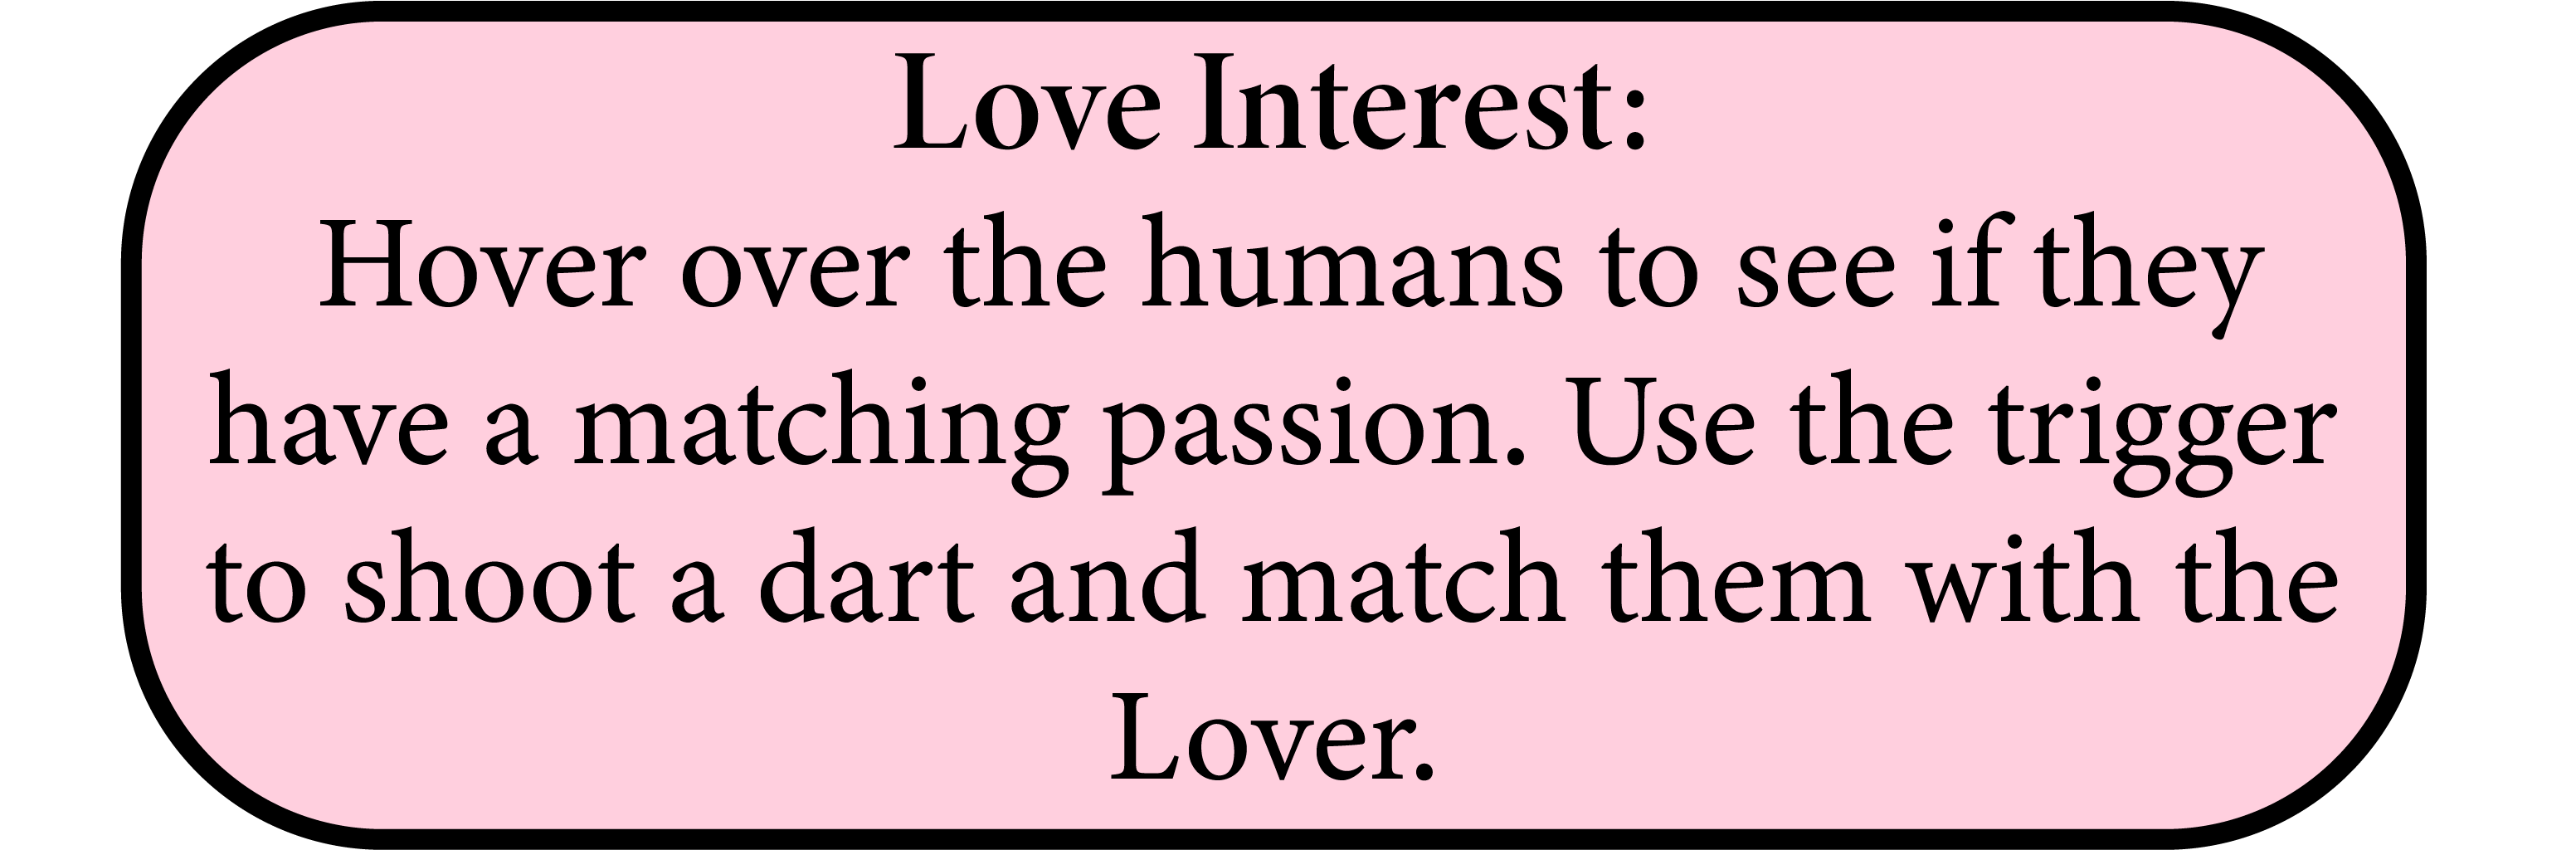 Love Interest:
Hover over the humans to see if they
have a matching passion. Use the trigger
to shoot a dart and match them with the
Lover.